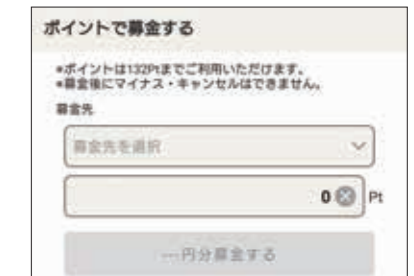 ポイントで募金する
*ポイントは132Ptまでご利用いただけます。
*募金後にマイナス・キャンセルはできません。
募金先
募金先を選択
0 Pt
---円分募金する